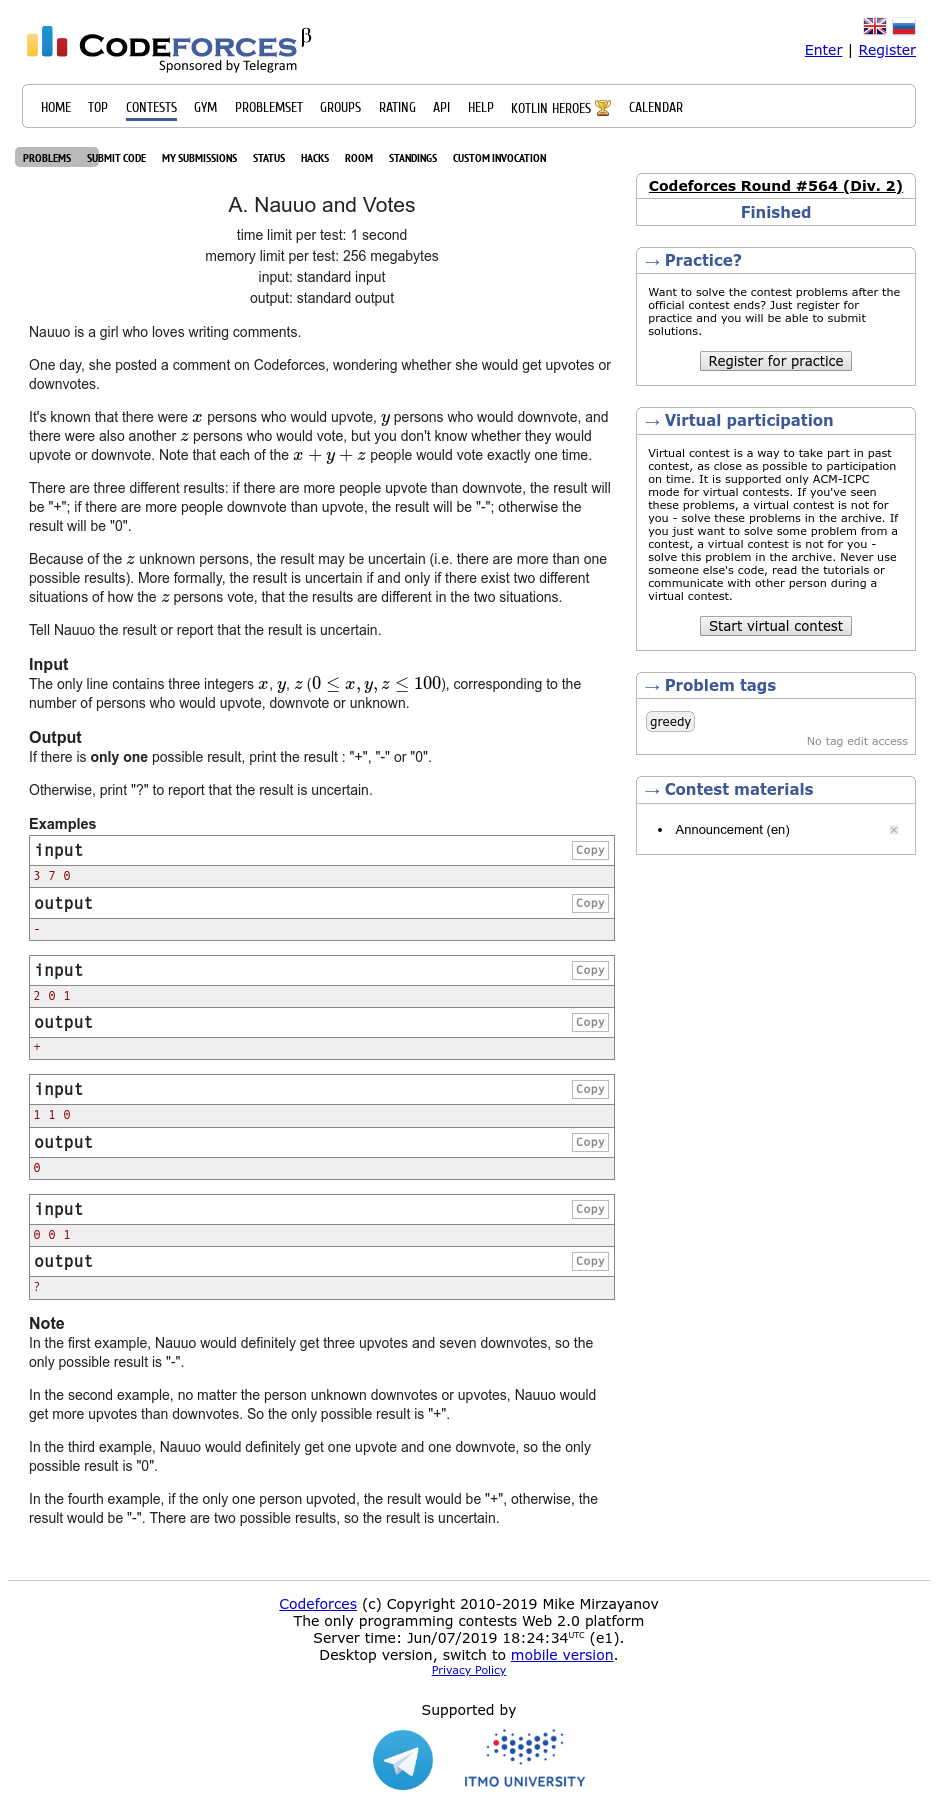 CODEFORCES β
Sponsored by Telegram
Enter | Register
HOME TOP CONTESTS GYM PROBLEMSET GROUPS RATING API HELP KOTLIN HEROES CALENDAR
PROBLEMS SUBMIT CODE MY SUBMISSIONS STATUS HACKS ROOM STANDINGS CUSTOM INVOCATION
A. Nauuo and Votes
time limit per test: 1 second
memory limit per test: 256 megabytes
input: standard input
output: standard output
Nauuo is a girl who loves writing comments.
One day, she posted a comment on Codeforces, wondering whether she would get upvotes or
downvotes.
It's known that there were x persons who would upvote, y persons who would downvote, and
there were also another z persons who would vote, but you don't know whether they would
upvote or downvote. Note that each of the x + y + z people would vote exactly one time.
There are three different results: if there are more people upvote than downvote, the result will
be "+"; if there are more people downvote than upvote, the result will be "-"; otherwise the
result will be "0".
Because of the z unknown persons, the result may be uncertain (i.e. there are more than one
possible results). More formally, the result is uncertain if and only if there exist two different
situations of how the z persons vote, that the results are different in the two situations.
Tell Nauuo the result or report that the result is uncertain.
Input
The only line contains three integers x, y, z (0 ≤ x, y, z ≤ 100), corresponding to the
number of persons who would upvote, downvote or unknown.
Output
If there is only one possible result, print the result : "+", "-" or "0".
Otherwise, print "?" to report that the result is uncertain.
Examples
input Copy
3 7 0
output Copy
-
input Copy
2 0 1
output Copy
+
input Copy
1 1 0
output Copy
0
input Copy
0 0 1
output Copy
?
Note
In the first example, Nauuo would definitely get three upvotes and seven downvotes, so the
only possible result is "-".
In the second example, no matter the person unknown downvotes or upvotes, Nauuo would
get more upvotes than downvotes. So the only possible result is "+".
In the third example, Nauuo would definitely get one upvote and one downvote, so the only
possible result is "0".
In the fourth example, if the only one person upvoted, the result would be "+", otherwise, the
result would be "-". There are two possible results, so the result is uncertain.
Codeforces Round #564 (Div. 2)
Finished
→ Practice?
Want to solve the contest problems after the
official contest ends? Just register for
practice and you will be able to submit
solutions.
Register for practice
→ Virtual participation
Virtual contest is a way to take part in past
contest, as close as possible to participation
on time. It is supported only ACM-ICPC
mode for virtual contests. If you've seen
these problems, a virtual contest is not for
you - solve these problems in the archive. If
you just want to solve some problem from a
contest, a virtual contest is not for you -
solve this problem in the archive. Never use
someone else's code, read the tutorials or
communicate with other person during a
virtual contest.
Start virtual contest
→ Problem tags
greedy
No tag edit access
→ Contest materials
• Announcement (en) ×
Codeforces (c) Copyright 2010-2019 Mike Mirzayanov
The only programming contests Web 2.0 platform
Server time: Jun/07/2019 18:24:34UTC (e1).
Desktop version, switch to mobile version.
Privacy Policy
Supported by
ITMO UNIVERSITY